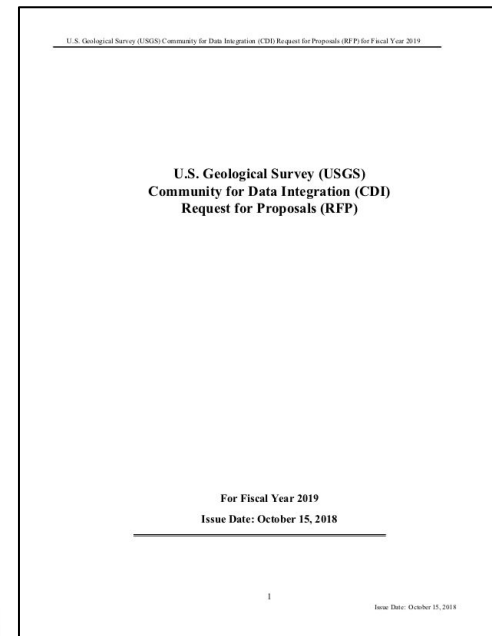 U.S. Geological Survey (USGS) Community for Data Integration (CDI) Request for Proposals (RFP) for Fiscal Year 2019
U.S. Geological Survey (USGS)
Community for Data Integration (CDI)
Request for Proposals (RFP)
For Fiscal Year 2019
Issue Date: October 15, 2018
1
Issue Date: October 15, 2018